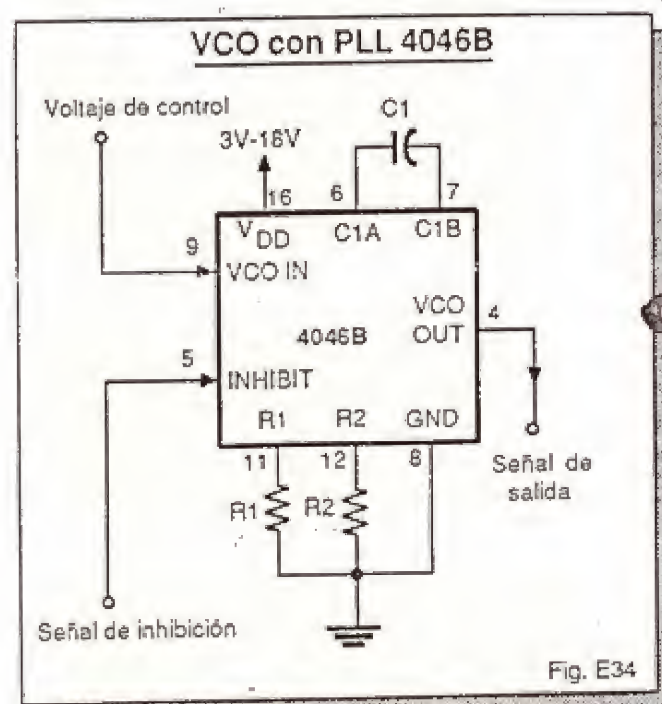 VCO con PLL 4046B
Voltaje de control
C1
3V-18V
16
6
7
VDD
C1A
C1B
9
VCO IN
VCO
OUT
4
4046B
5
INHIBIT
R1
R2
GND
11
12
8
Señal de
salida
R1
R2
Señal de inhibición
Fig. E34